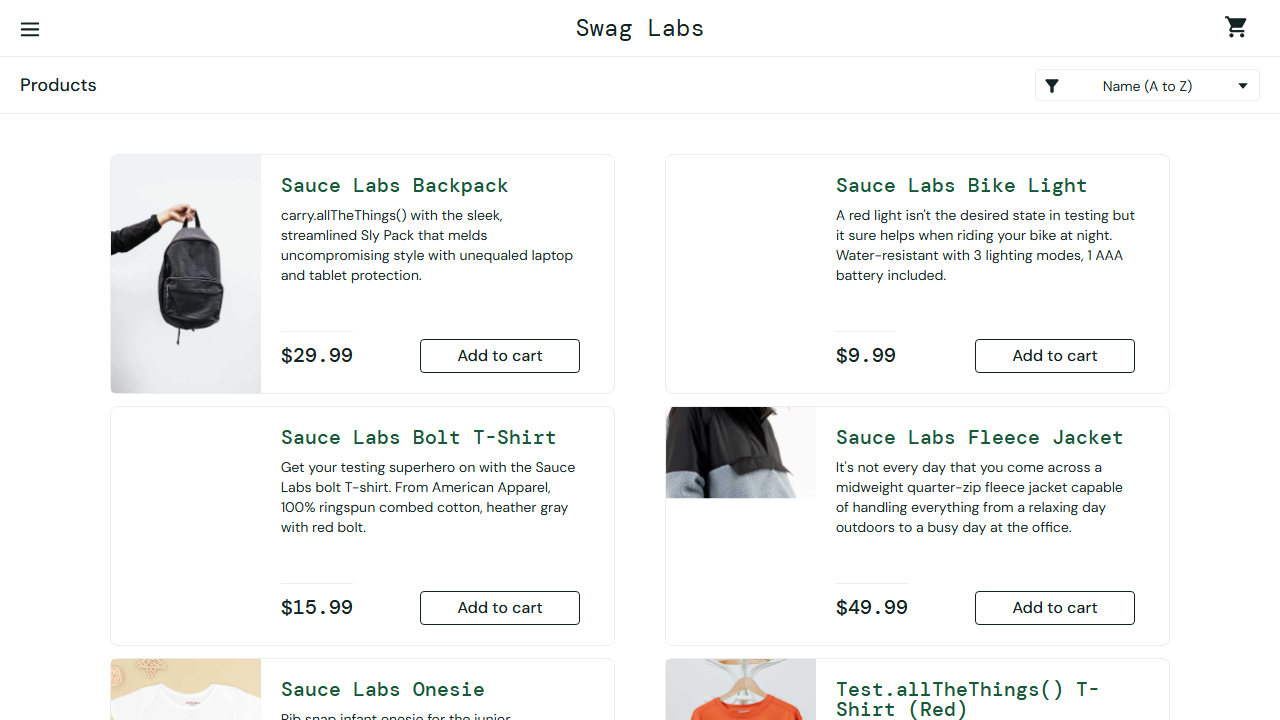 Swag Labs
Products
Name (A to Z)
Sauce Labs Backpack
carry.allTheThings() with the sleek,
streamlined Sly Pack that melds
uncompromising style with unequaled laptop
and tablet protection.
$29.99
Add to cart
Sauce Labs Bike Light
A red light isn't the desired state in testing but
it sure helps when riding your bike at night.
Water-resistant with 3 lighting modes, 1 AAA
battery included.
$9.99
Add to cart
Sauce Labs Bolt T-Shirt
Get your testing superhero on with the Sauce
Labs bolt T-shirt. From American Apparel,
100% ringspun combed cotton, heather gray
with red bolt.
$15.99
Add to cart
Sauce Labs Fleece Jacket
It's not every day that you come across a
midweight quarter-zip fleece jacket capable
of handling everything from a relaxing day
outdoors to a busy day at the office.
$49.99
Add to cart
Sauce Labs Onesie
Rib snap infant onesie for the junior
Test.allTheThings() T-
Shirt (Red)